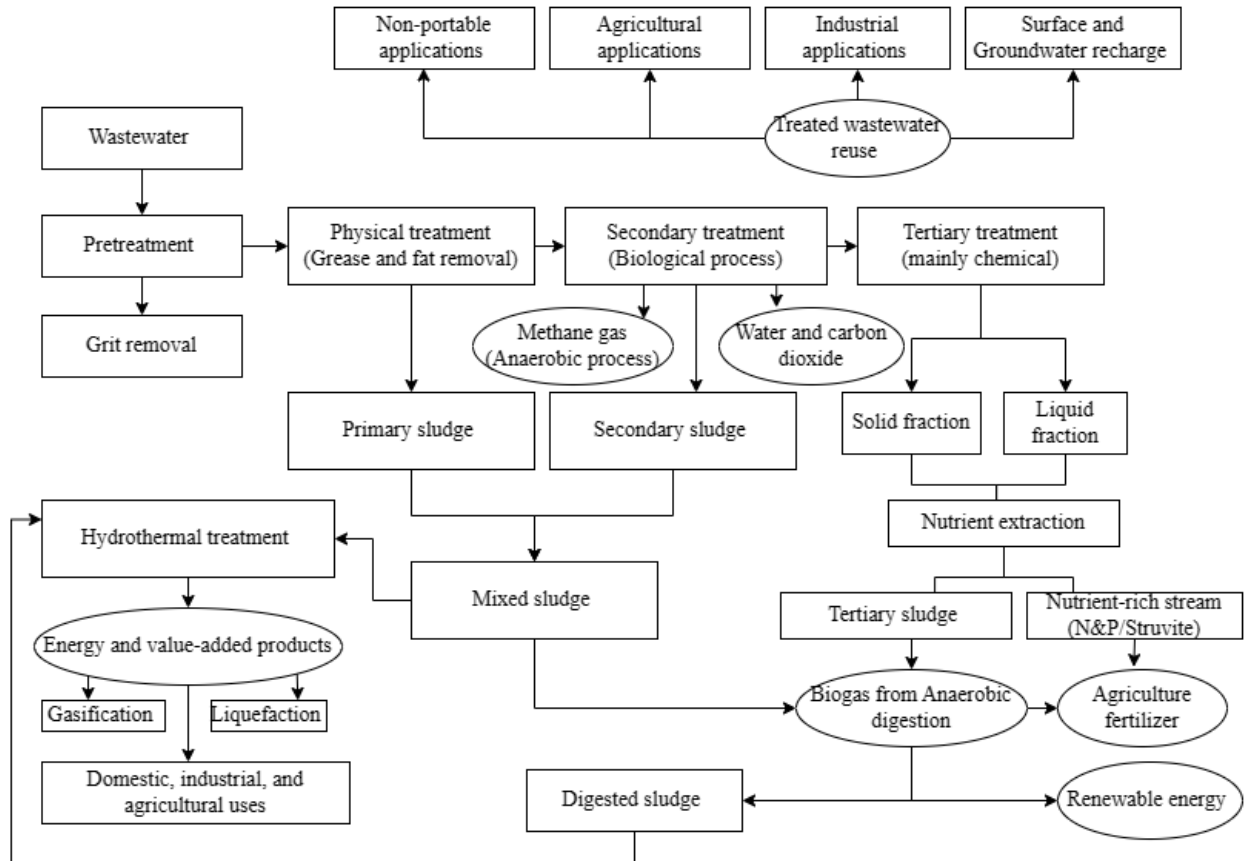 Non-portable
applications
Agricultural
applications
Industrial
applications
Surface and
Groundwater recharge
Treated wastewater
reuse
Wastewater
Pretreatment
Grit removal
Physical treatment
(Grease and fat removal)
Secondary treatment
(Biological process)
Tertiary treatment
(mainly chemical)
Methane gas
(Anaerobic process)
Water and carbon
dioxide
Primary sludge
Secondary sludge
Solid fraction
Liquid
fraction
Nutrient extraction
Hydrothermal treatment
Mixed sludge
Tertiary sludge
Nutrient-rich stream
(N&P/Struvite)
Energy and value-added products
Gasification
Liquefaction
Biogas from Anaerobic
digestion
Agriculture
fertilizer
Domestic, industrial, and
agricultural uses
Digested sludge
Renewable energy